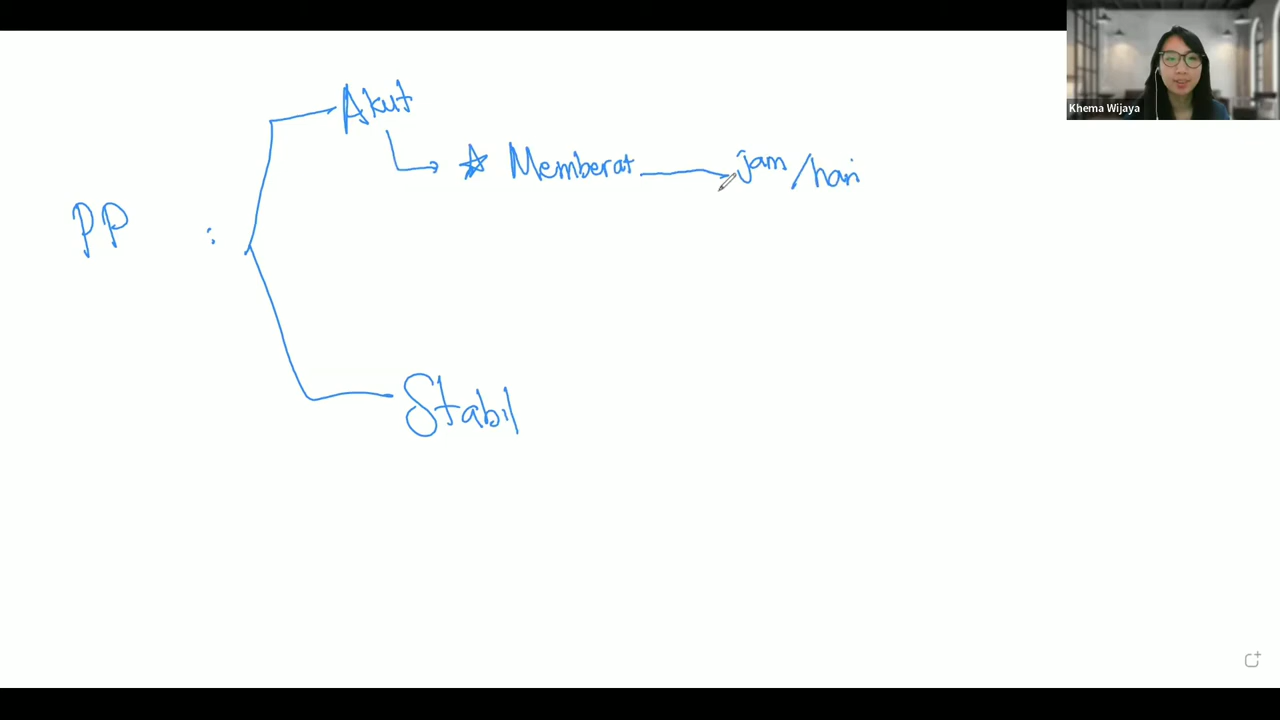 Khema Wijaya
Akut
☆ Memberat jam /hari
PP :
Stabil